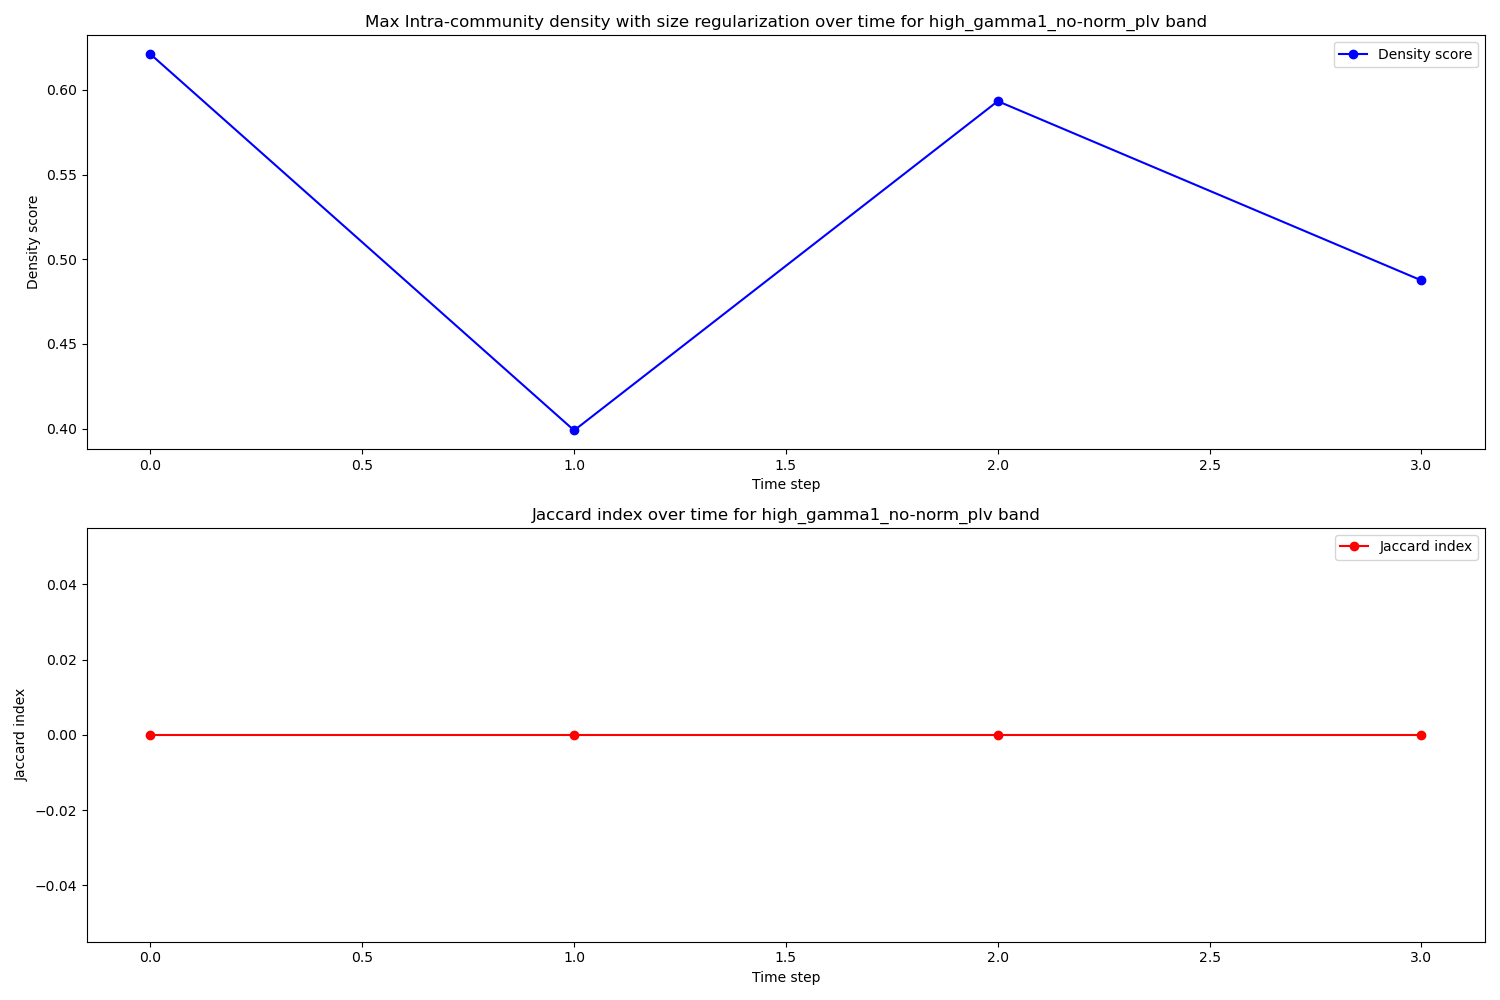 Max Intra-community density with size regularization over time for high_gamma1_no-norm_plv band
Density score
0.60
0.55
0.50
0.45
0.40
Density score
0.0 0.5 1.0 1.5 2.0 2.5 3.0
Time step
Jaccard index over time for high_gamma1_no-norm_plv band
Jaccard index
0.04
0.02
0.00
−0.02
−0.04
Jaccard index
0.0 0.5 1.0 1.5 2.0 2.5 3.0
Time step